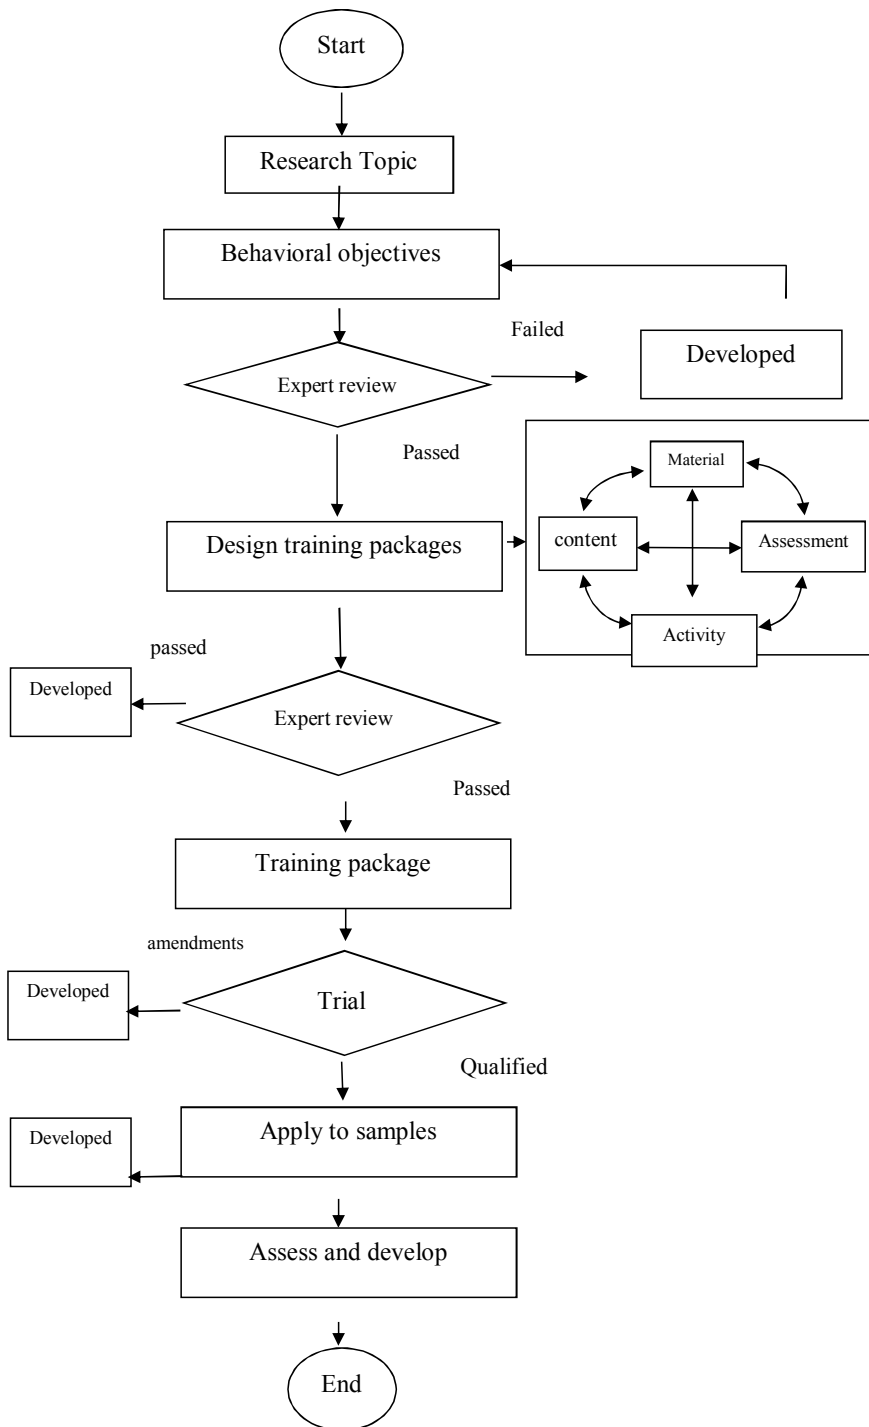 Start
Research Topic
Behavioral objectives
Failed
Developed
Expert review
Passed
Material
content
Assessment
Design training packages
Activity
passed
Developed
Expert review
Passed
Training package
amendments
Developed
Trial
Qualified
Developed
Apply to samples
Assess and develop
End